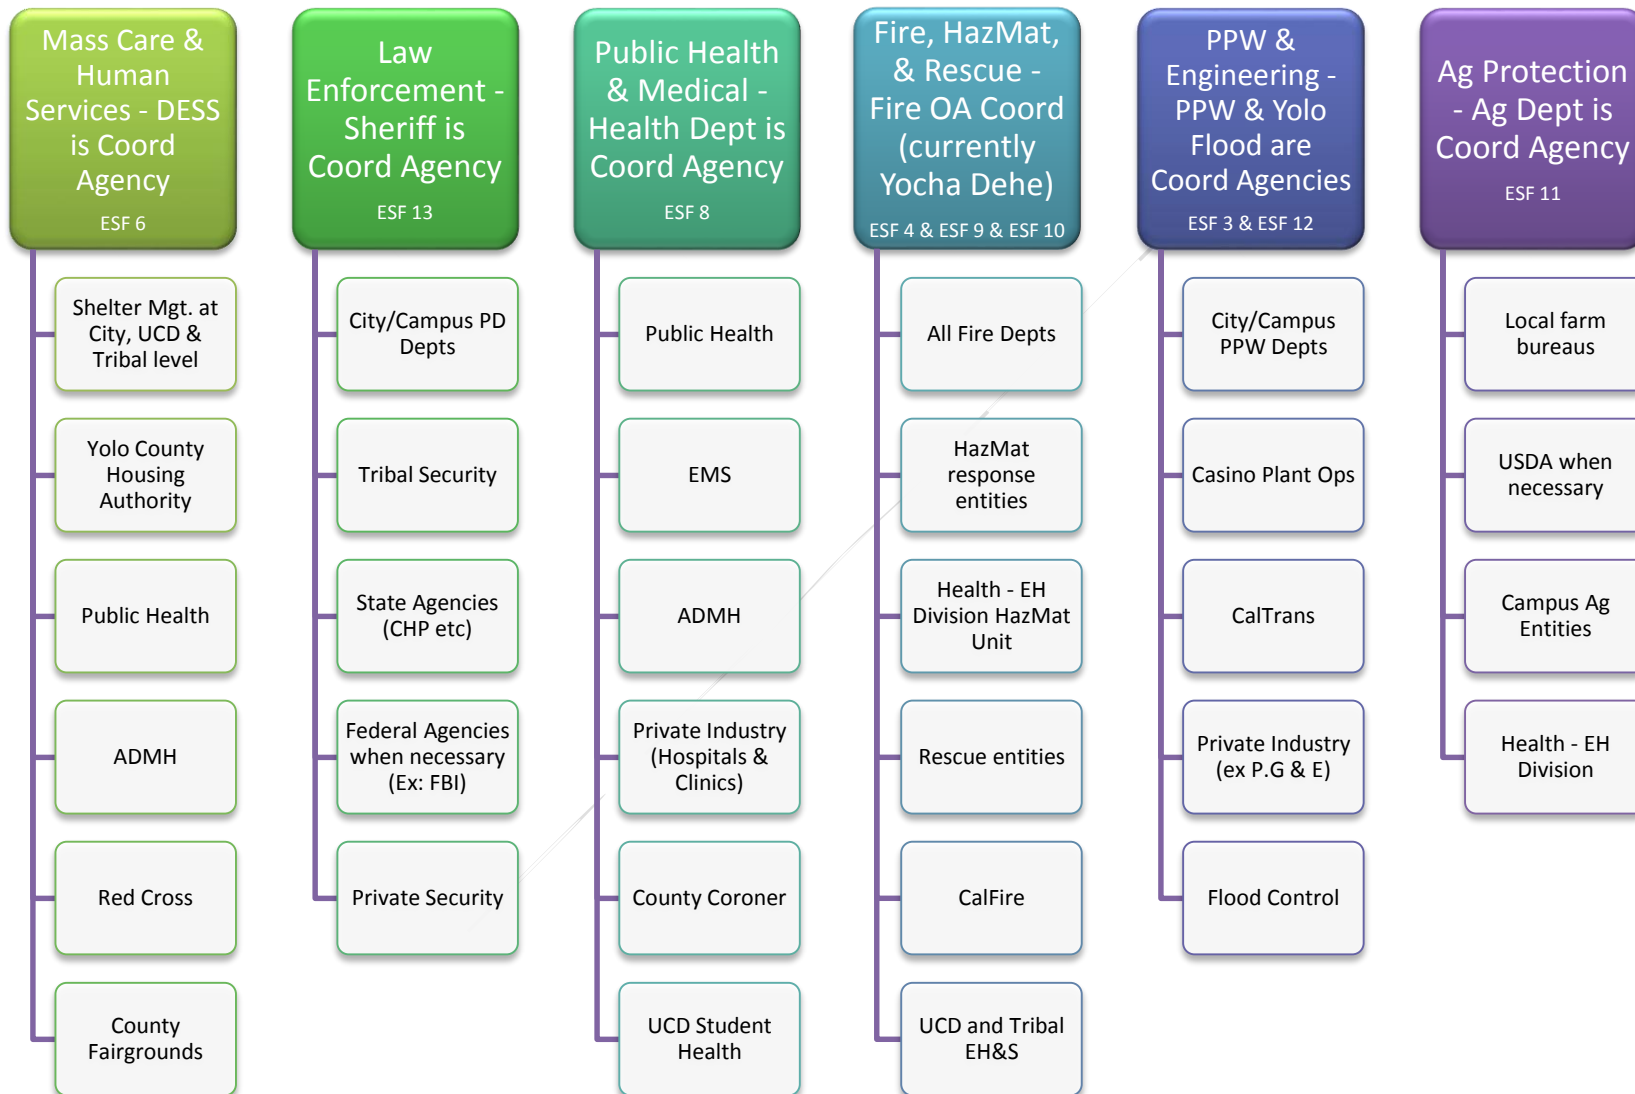 Mass Care &
Human
Services - DESS
is Coord
Agency
ESF 6
Shelter Mgt. at
City, UCD &
Tribal level
Yolo County
Housing
Authority
Public Health
ADMH
Red Cross
County
Fairgrounds
Law
Enforcement -
Sheriff is
Coord Agency
ESF 13
City/Campus PD
Depts
Tribal Security
State Agencies
(CHP etc)
Federal Agencies
when necessary
(Ex: FBI)
Private Security
Public Health
& Medical -
Health Dept is
Coord Agency
ESF 8
Public Health
EMS
ADMH
Private Industry
(Hospitals &
Clinics)
County Coroner
UCD Student
Health
Fire, HazMat,
& Rescue -
Fire OA Coord
(currently
Yocha Dehe)
ESF 4 & ESF 9 & ESF 10
All Fire Depts
HazMat
response
entities
Health - EH
Division HazMat
Unit
Rescue entities
CalFire
UCD and Tribal
EH&S
PPW &
Engineering -
PPW & Yolo
Flood are
Coord Agencies
ESF 3 & ESF 12
City/Campus
PPW Depts
Casino Plant Ops
CalTrans
Private Industry
(ex P.G & E)
Flood Control
Ag Protection
- Ag Dept is
Coord Agency
ESF 11
Local farm
bureaus
USDA when
necessary
Campus Ag
Entities
Health - EH
Division